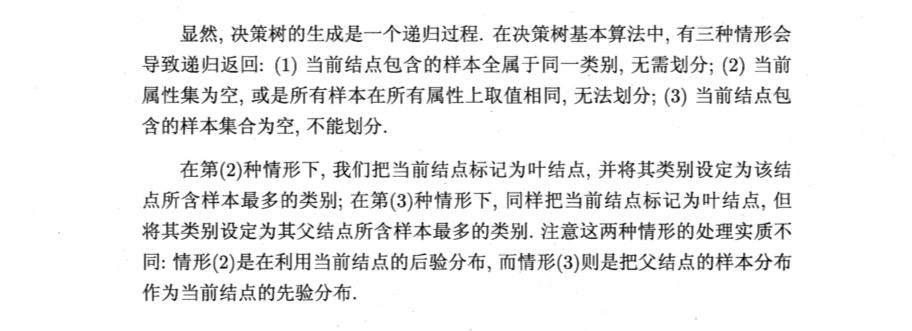 显然, 决策树的生成是一个递归过程. 在决策树基本算法中, 有三种情形会
导致递归返回: (1) 当前结点包含的样本全属于同一类别, 无需划分; (2) 当前
属性集为空, 或是所有样本在所有属性上取值相同, 无法划分; (3) 当前结点包
含的样本集合为空, 不能划分.
在第(2)种情形下, 我们把当前结点标记为叶结点, 并将其类别设定为该结
点所含样本最多的类别; 在第(3)种情形下, 同样把当前结点标记为叶结点, 但
将其类别设定为其父结点所含样本最多的类别. 注意这两种情形的处理实质不
同: 情形(2)是在利用当前结点的后验分布, 而情形(3)则是把父结点的样本分布
作为当前结点的先验分布.